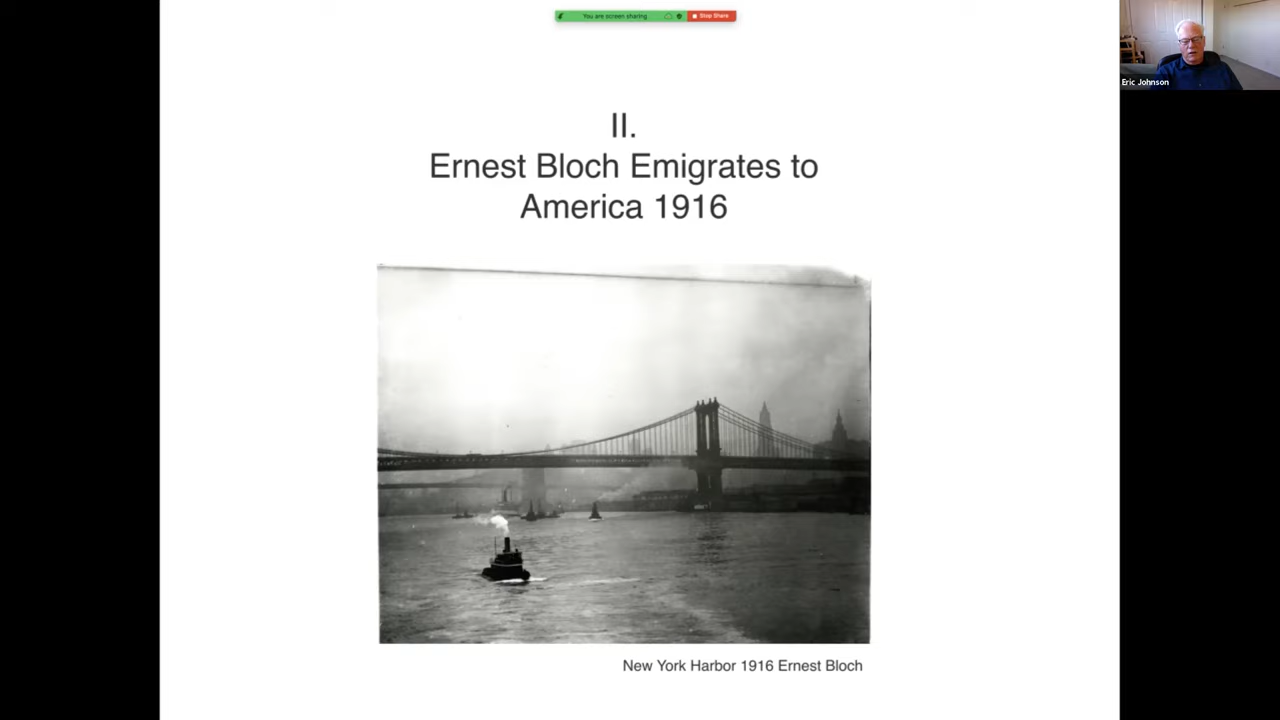 You are screen sharing
Stop Share
Eric Johnson
II.
Ernest Bloch Emigrates to
America 1916
New York Harbor 1916 Ernest Bloch